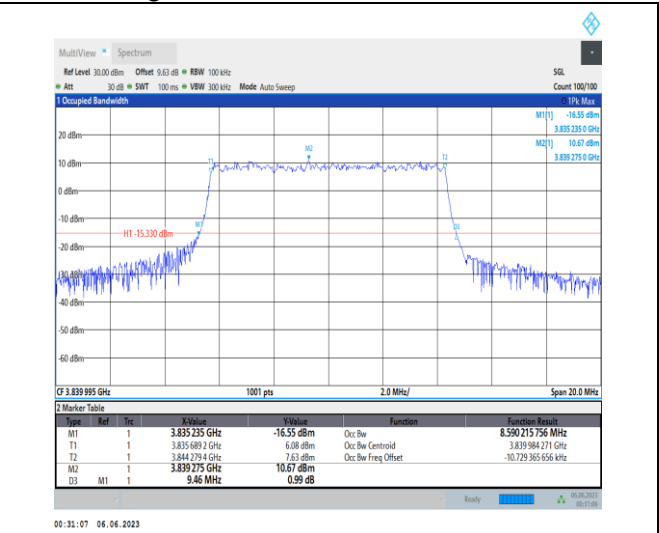 MultiView Spectrum
Ref Level 30.00 dBm Offset 9.63 dB RBW 100 kHz SGL
Att 30 dB SWT 100 ms VBW 300 kHz Mode Auto Sweep Count 100/100
1 Occupied Bandwidth 1Pk Max
M1[1] -16.55 dBm
3.835 235 0 GHz
M2[1] 10.67 dBm
3.839 275 0 GHz
20 dBm
M2
T1 T2
10 dBm
0 dBm
-10 dBm
M1 D3
H1 -15.330 dBm
-20 dBm
-30 dBm
-40 dBm
-50 dBm
-60 dBm
CF 3.839 995 GHz 1001 pts 2.0 MHz/ Span 20.0 MHz
2 Marker Table
Type Ref Trc X-Value Y-Value Function Function Result
M1 1 3.835 235 GHz -16.55 dBm Occ Bw 8.590 215 756 MHz
T1 1 3.835 689 2 GHz 6.08 dBm Occ Bw Centroid 3.839 984 271 GHz
T2 1 3.844 279 4 GHz 7.63 dBm Occ Bw Freq Offset -10.729 365 656 kHz
M2 1 3.839 275 GHz 10.67 dBm
D3 M1 1 9.46 MHz 0.99 dB
Ready 06.06.2023
00:31:06
00:31:07 06.06.2023